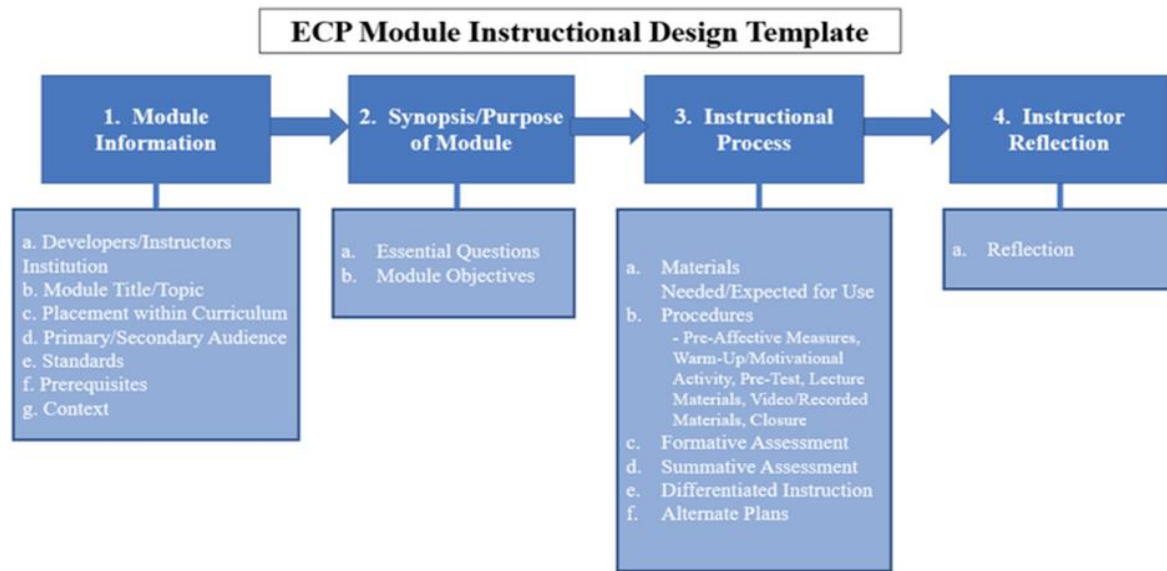 ECP Module Instructional Design Template
1. Module
Information
2. Synopsis/Purpose
of Module
3. Instructional
Process
4. Instructor
Reflection
a. Developers/Instructors
Institution
b. Module Title/Topic
c. Placement within Curriculum
d. Primary/Secondary Audience
e. Standards
f. Prerequisites
g. Context
a. Essential Questions
b. Module Objectives
a. Materials
Needed/Expected for Use
b. Procedures
- Pre-Affective Measures,
Warm-Up/Motivational
Activity, Pre-Test, Lecture
Materials, Video/Recorded
Materials, Closure
c. Formative Assessment
d. Summative Assessment
e. Differentiated Instruction
f. Alternate Plans
a. Reflection